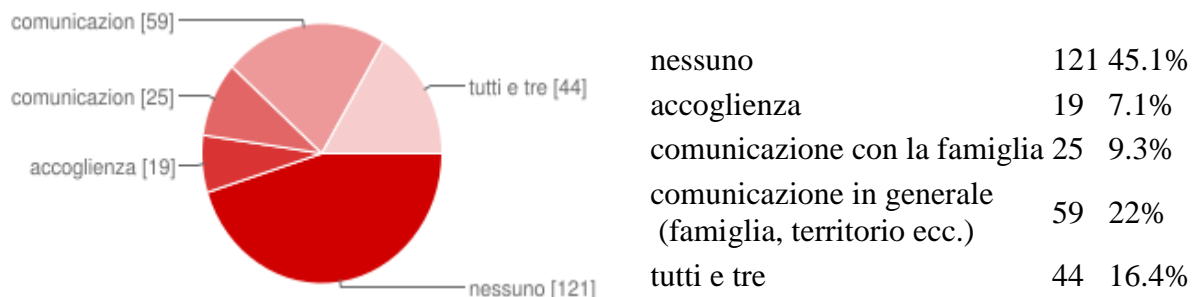 comunicazion [59]
comunicazion [25]
accoglienza [19]
tutti e tre [44]
nessuno [121]
nessuno 121 45.1%
accoglienza 19 7.1%
comunicazione con la famiglia 25 9.3%
comunicazione in generale
(famiglia, territorio ecc.) 59 22%
tutti e tre 44 16.4%